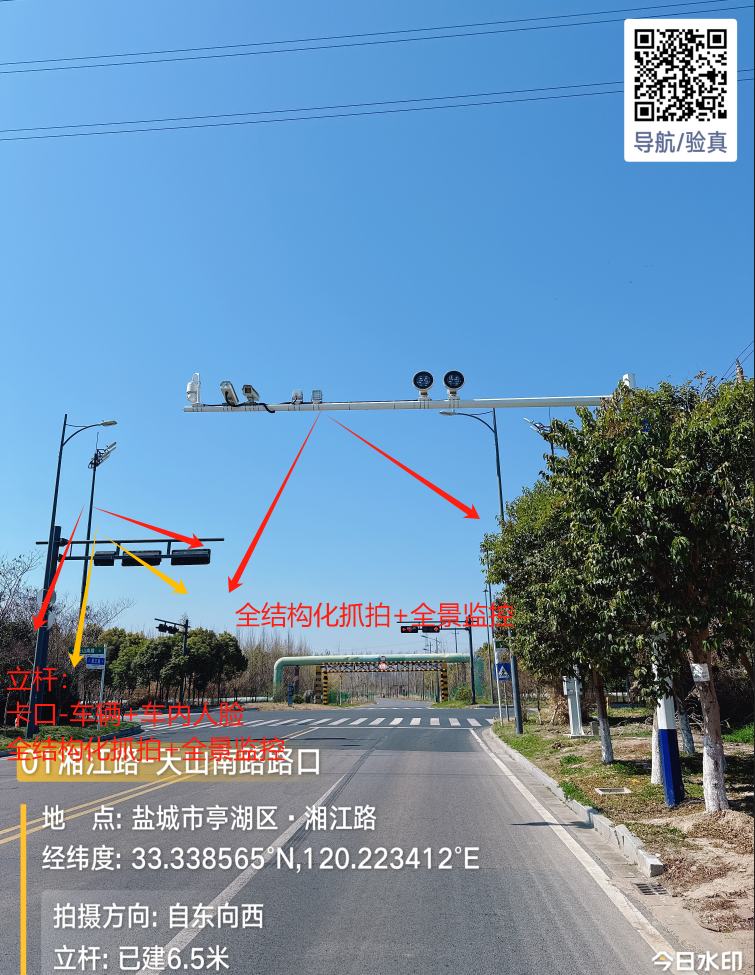 导航/验真
全结构化抓拍+全景监控
立杆：
卡口-车辆+车内人脸
全结构化抓拍+全景监控
01湘江路-天山南路路口
地 点: 盐城市亭湖区·湘江路
经纬度: 33.338565°N,120.223412°E
拍摄方向: 自东向西
立杆: 已建6.5米
今日水印